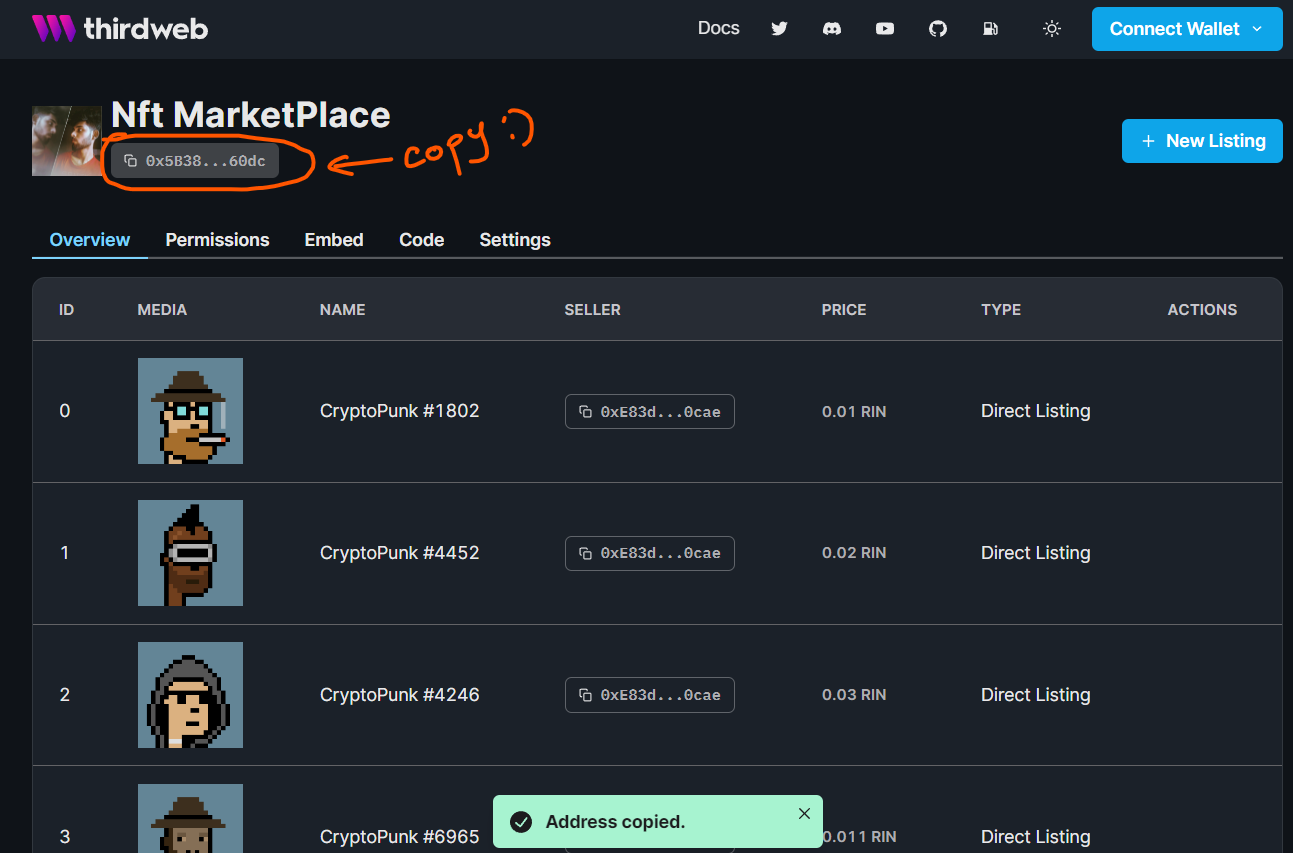 thirdweb
Docs
Connect Wallet
Nft MarketPlace
0x5B38...60dc
copy :)
+ New Listing
Overview Permissions Embed Code Settings
ID MEDIA NAME SELLER PRICE TYPE ACTIONS
0 CryptoPunk #1802 0xE83d...0cae 0.01 RIN Direct Listing
1 CryptoPunk #4452 0xE83d...0cae 0.02 RIN Direct Listing
2 CryptoPunk #4246 0xE83d...0cae 0.03 RIN Direct Listing
3 CryptoPunk #6965 0.011 RIN Direct Listing
Address copied.